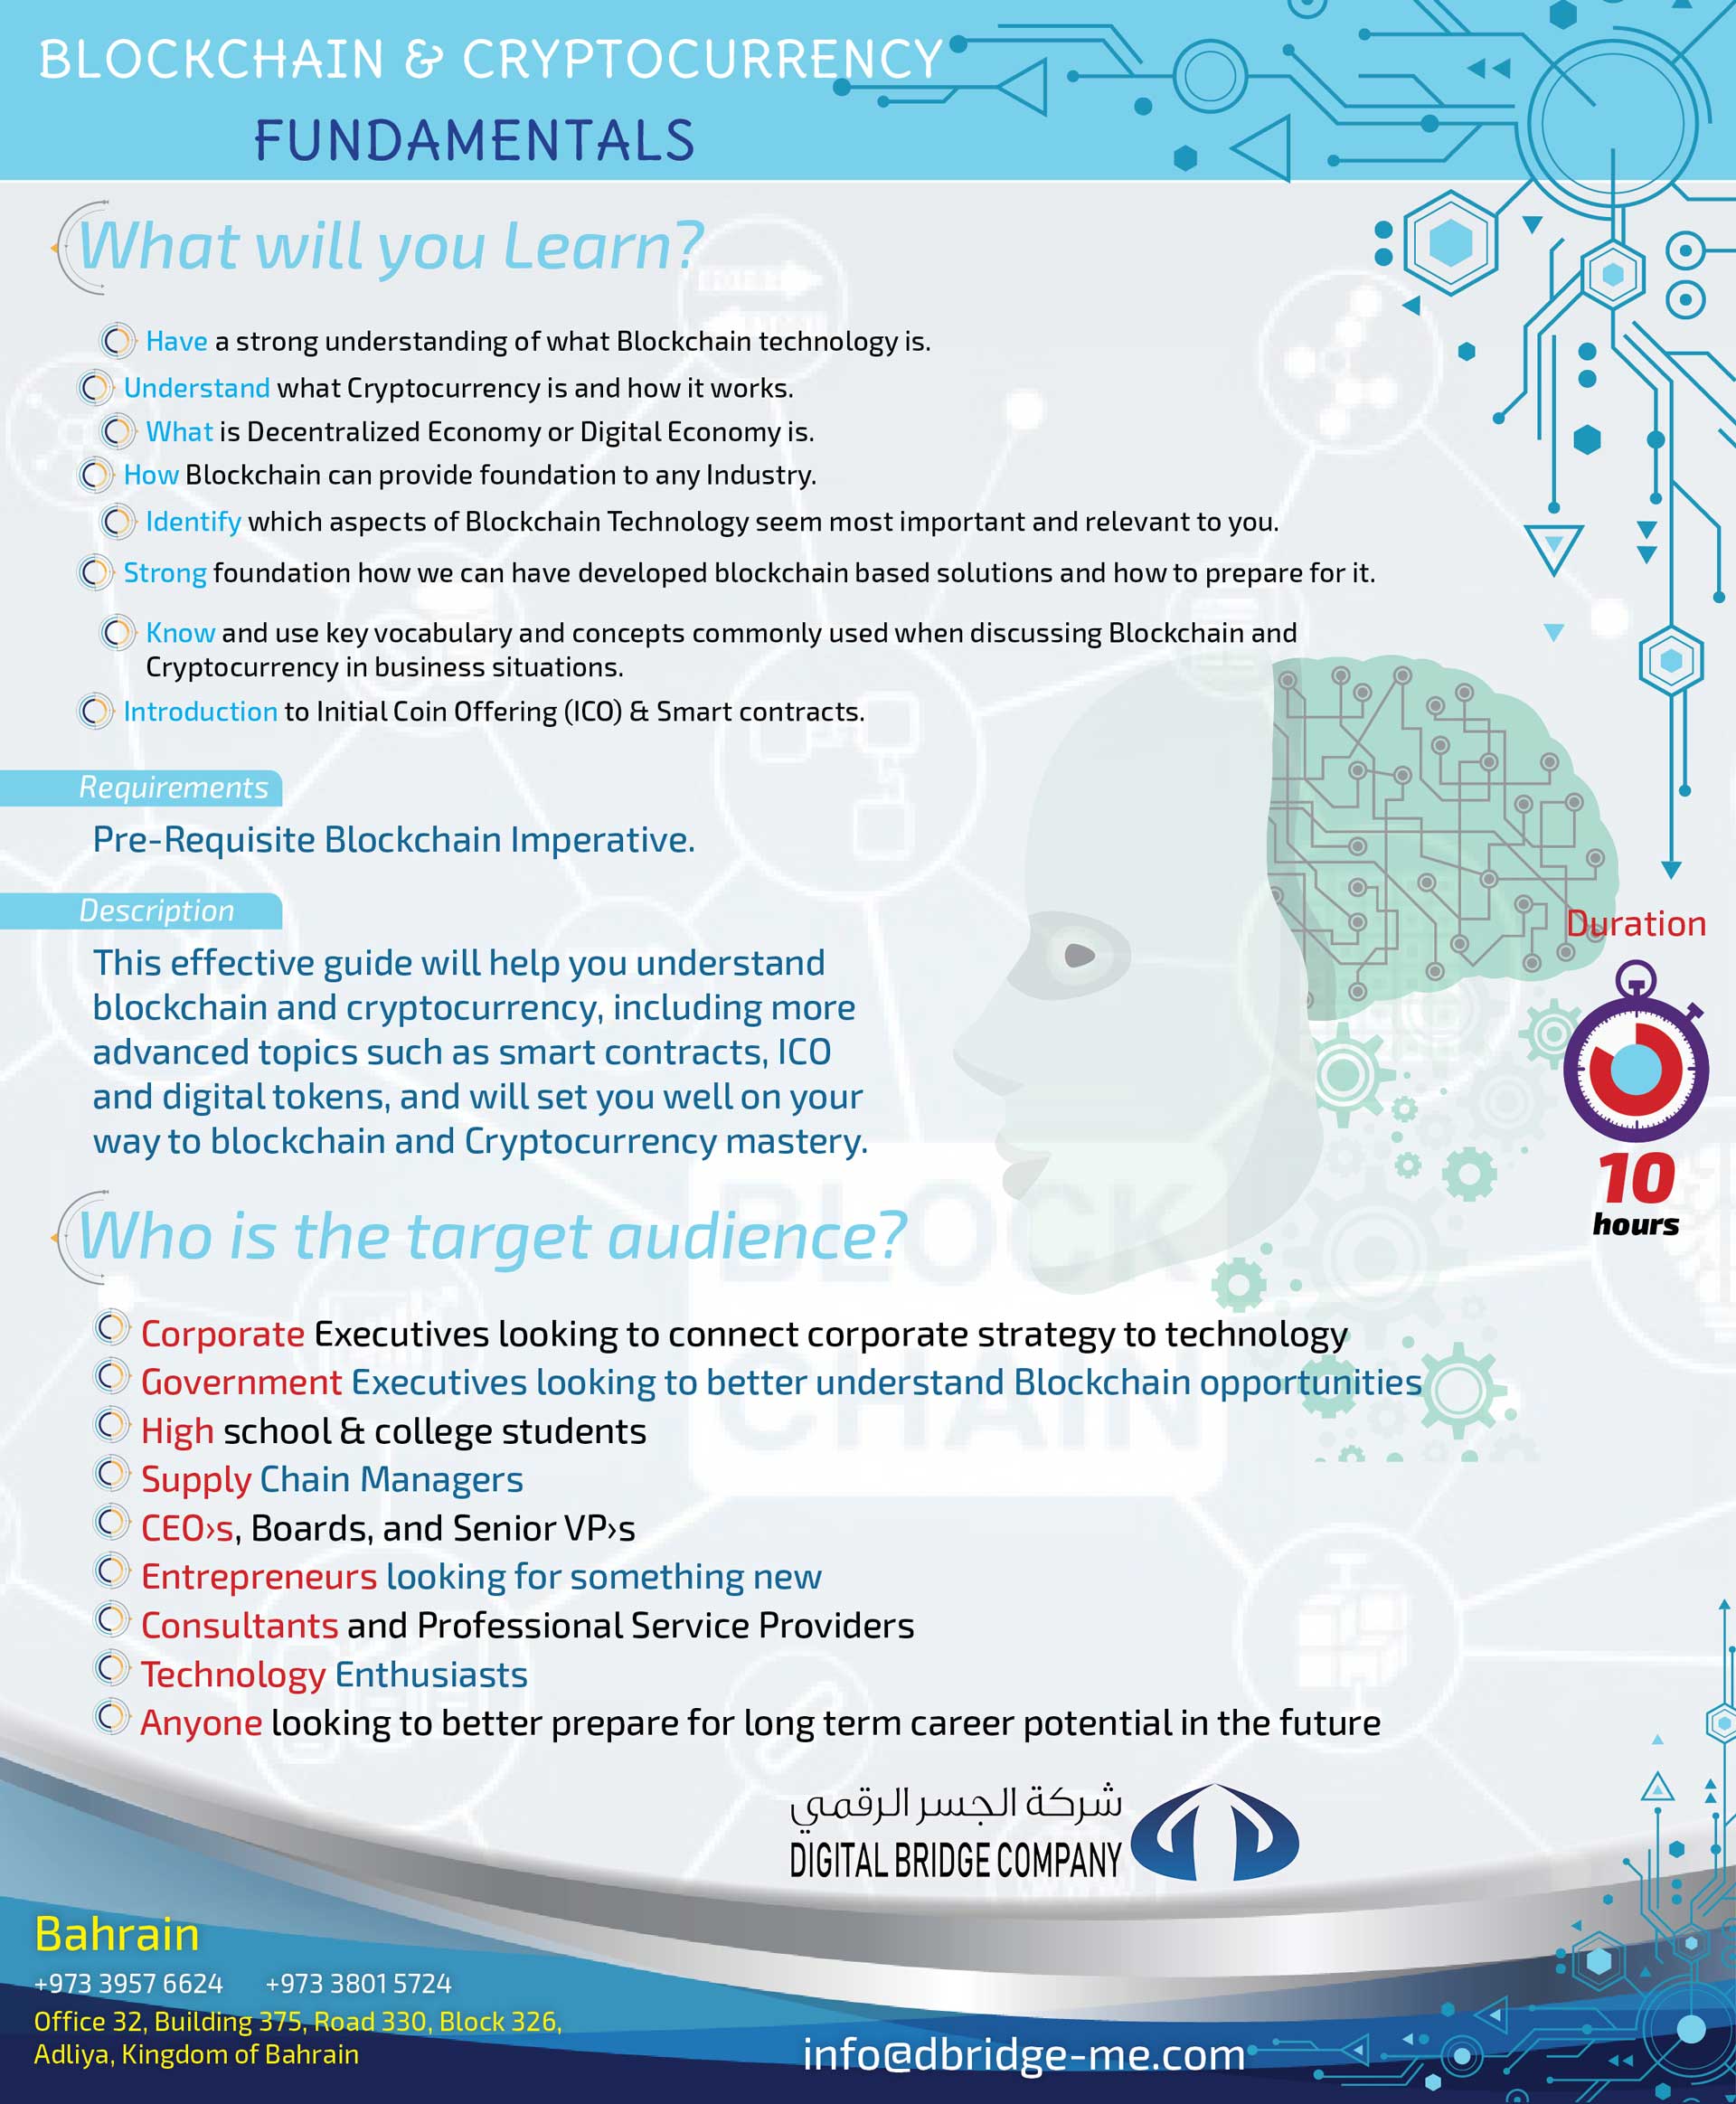 BLOCKCHAIN & CRYPTOCURRENCY
FUNDAMENTALS
What will you Learn?
Have a strong understanding of what Blockchain technology is.
Understand what Cryptocurrency is and how it works.
What is Decentralized Economy or Digital Economy is.
How Blockchain can provide foundation to any Industry.
Identify which aspects of Blockchain Technology seem most important and relevant to you.
Strong foundation how we can have developed blockchain based solutions and how to prepare for it.
Know and use key vocabulary and concepts commonly used when discussing Blockchain and
Cryptocurrency in business situations.
Introduction to Initial Coin Offering (ICO) & Smart contracts.
Requirements
Pre-Requisite Blockchain Imperative.
Description
This effective guide will help you understand
blockchain and cryptocurrency, including more
advanced topics such as smart contracts, ICO
and digital tokens, and will set you well on your
way to blockchain and Cryptocurrency mastery.
Duration
10
hours
BLOCK
CHAIN
Who is the target audience?
Corporate Executives looking to connect corporate strategy to technology
Government Executives looking to better understand Blockchain opportunities
High school & college students
Supply Chain Managers
CEO›s, Boards, and Senior VP›s
Entrepreneurs looking for something new
Consultants and Professional Service Providers
Technology Enthusiasts
Anyone looking to better prepare for long term career potential in the future
شركة الجسر الرقمي
DIGITAL BRIDGE COMPANY
Bahrain
+973 3957 6624 +973 3801 5724
Office 32, Building 375, Road 330, Block 326,
Adliya, Kingdom of Bahrain
info@dbridge-me.com